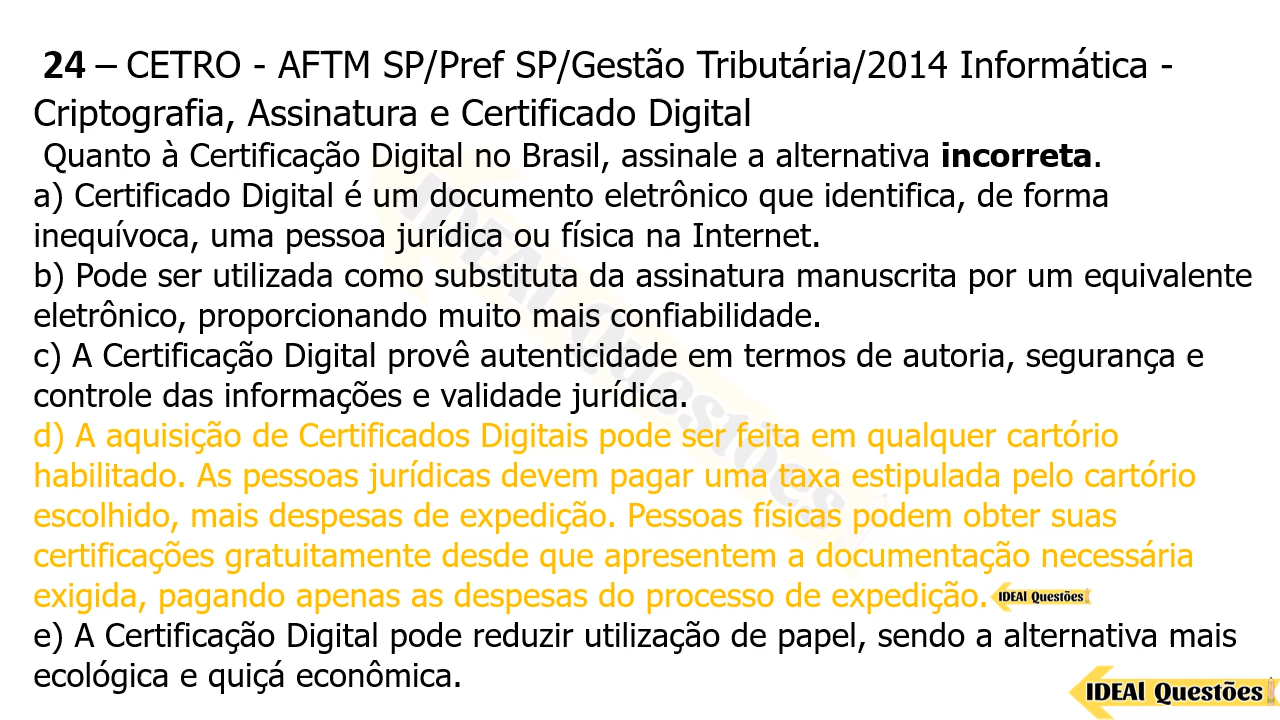 24 – CETRO - AFTM SP/Pref SP/Gestão Tributária/2014 Informática -
Criptografia, Assinatura e Certificado Digital
Quanto à Certificação Digital no Brasil, assinale a alternativa incorreta.
a) Certificado Digital é um documento eletrônico que identifica, de forma
inequívoca, uma pessoa jurídica ou física na Internet.
b) Pode ser utilizada como substituta da assinatura manuscrita por um equivalente
eletrônico, proporcionando muito mais confiabilidade.
c) A Certificação Digital provê autenticidade em termos de autoria, segurança e
controle das informações e validade jurídica.
d) A aquisição de Certificados Digitais pode ser feita em qualquer cartório
habilitado. As pessoas jurídicas devem pagar uma taxa estipulada pelo cartório
escolhido, mais despesas de expedição. Pessoas físicas podem obter suas
certificações gratuitamente desde que apresentem a documentação necessária
exigida, pagando apenas as despesas do processo de expedição.
IDEAl Questões
e) A Certificação Digital pode reduzir utilização de papel, sendo a alternativa mais
ecológica e quiçá econômica.
IDEAl Questões
IDEAl Questões